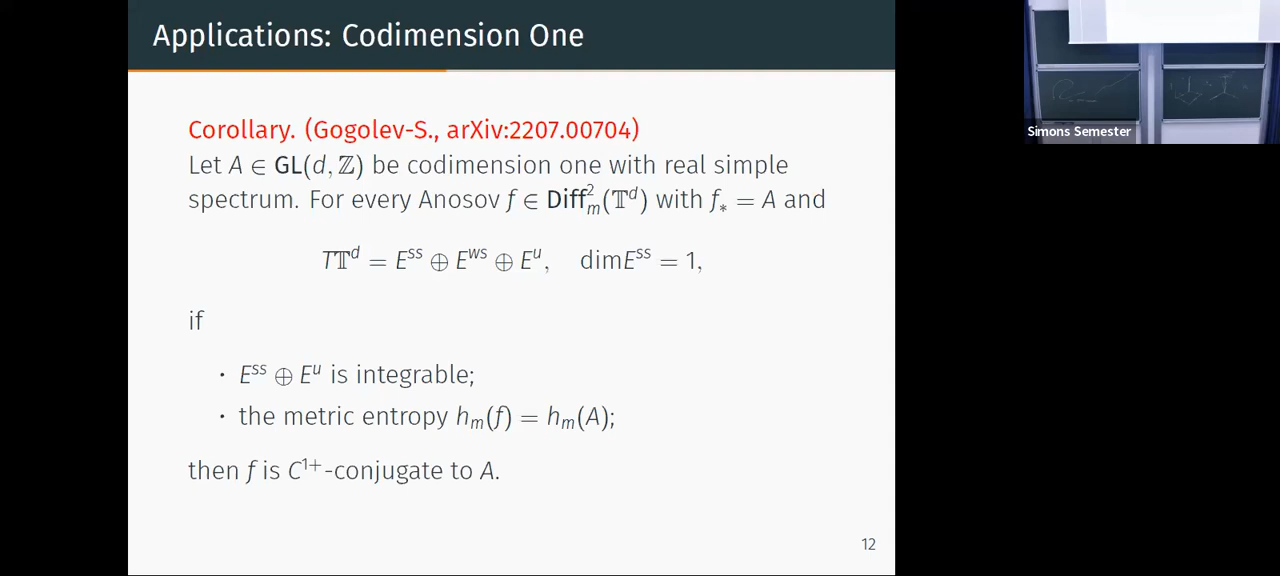 Applications: Codimension One
Corollary. (Gogolev-S., arXiv:2207.00704)
Let A ∈ GL(d, ℤ) be codimension one with real simple
spectrum. For every Anosov f ∈ Diff²ₘ(𝕋ᵈ) with f_* = A and
T𝕋ᵈ = Eˢˢ ⊕ Eʷˢ ⊕ Eᵘ, dimEˢˢ = 1,
if
· Eˢˢ ⊕ Eᵘ is integrable;
· the metric entropy hₘ(f) = hₘ(A);
then f is C¹⁺-conjugate to A.
12
Simons Semester